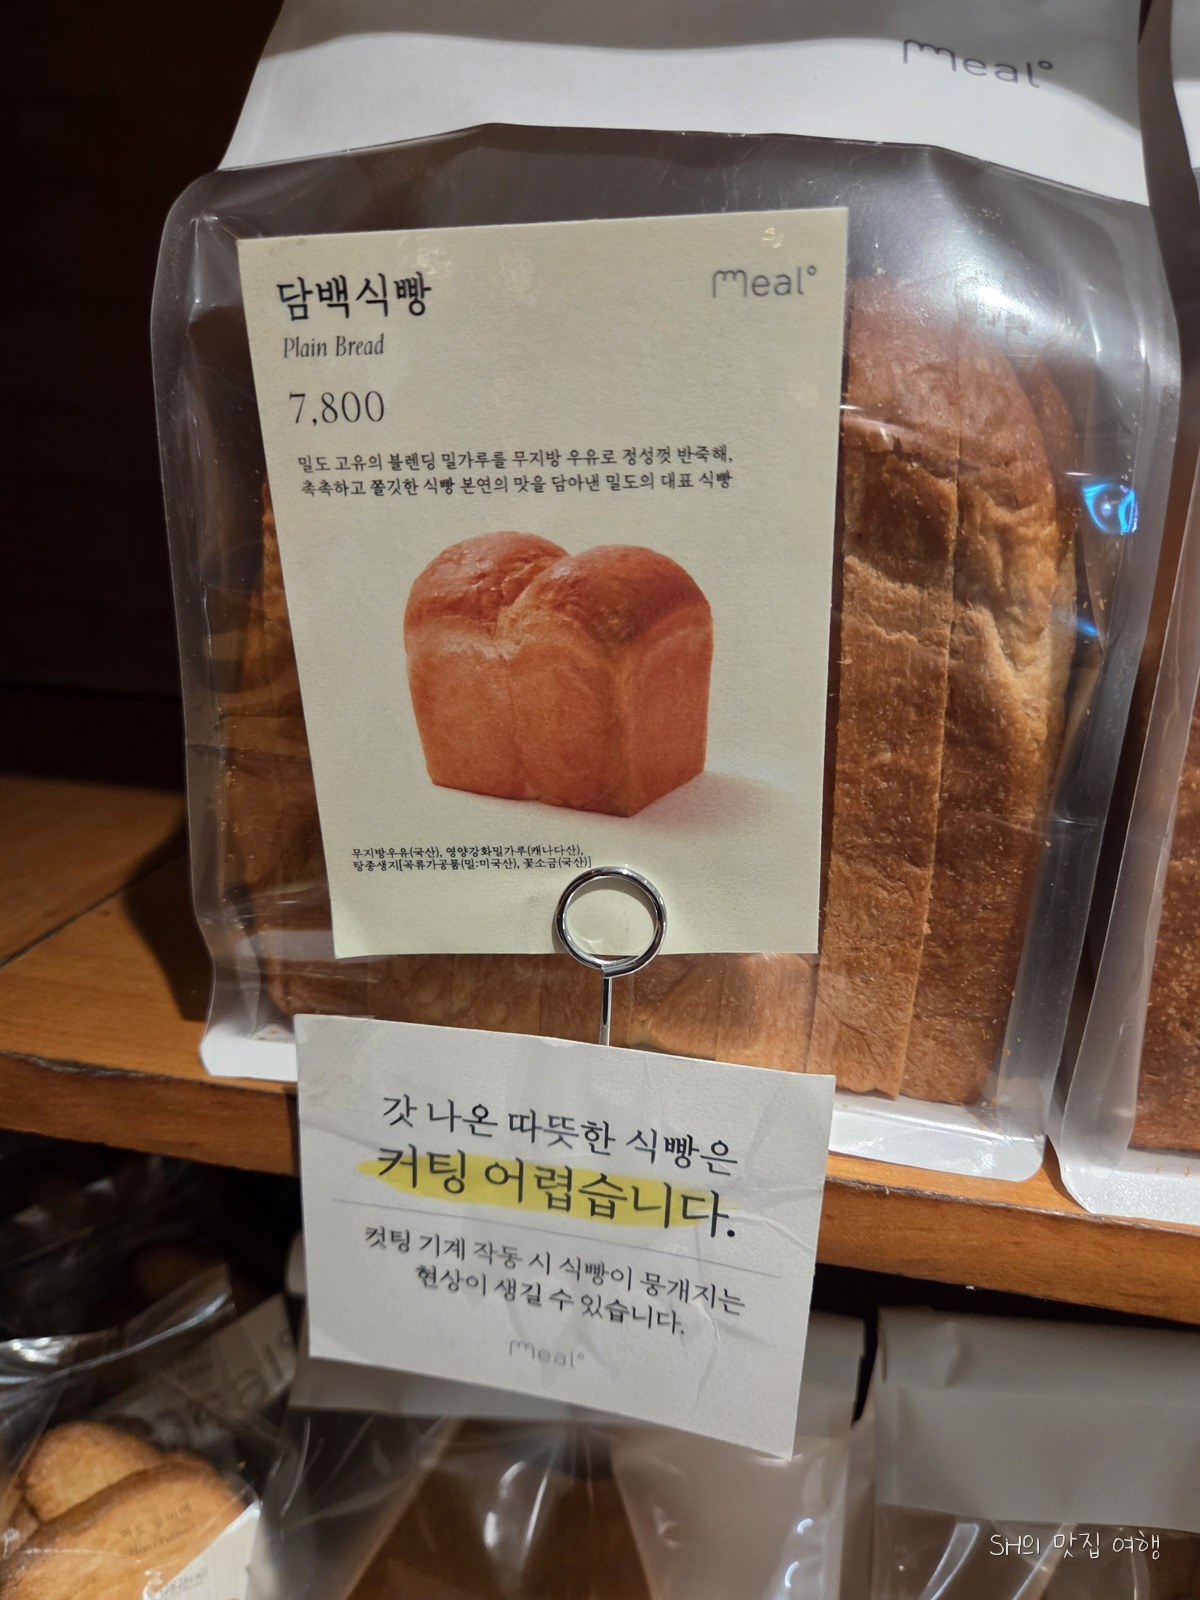 meal°
담백식빵
meal°
Plain Bread
7,800
밀도 고유의 블렌딩 밀가루를 무지방 우유로 정성껏 반죽해,
촉촉하고 쫄깃한 식빵 본연의 맛을 담아낸 밀도의 대표 식빵
무지방우유(국산), 영양강화밀가루(캐나다산),
탕종생지[곡류가공품(밀:미국산), 꽃소금(국산)]
갓 나온 따뜻한 식빵은
커팅 어렵습니다.
컷팅 기계 작동 시 식빵이 뭉개지는
현상이 생길 수 있습니다.
meal°
SH의 맛집 여행